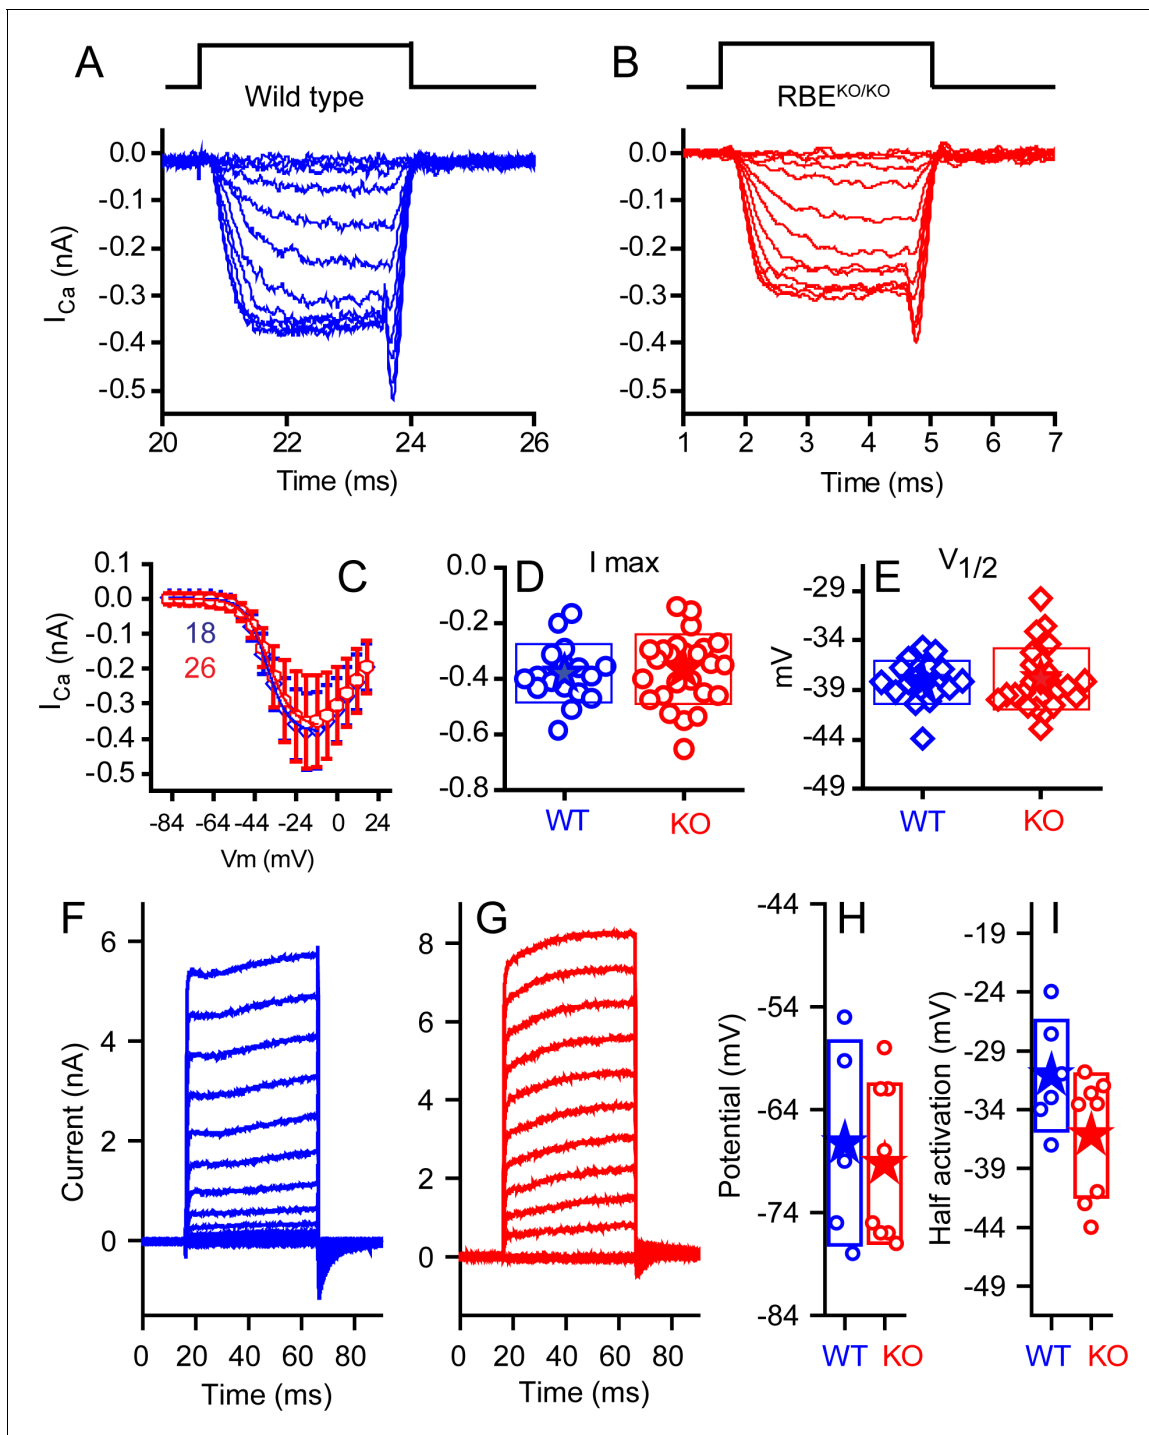 A
Wild type
B
RBE^KO/KO
0.0
-0.1
-0.2
-0.3
-0.4
-0.5
I_Ca (nA)
20 22 24 26
Time (ms)
0.0
-0.1
-0.2
-0.3
-0.4
-0.5
1 2 3 4 5 6 7
Time (ms)
C
0.1
0.0
-0.1
-0.2
-0.3
-0.4
-0.5
I_Ca (nA)
18
26
-84 -64 -44 -24 0 24
Vm (mV)
D
I max
0.0
-0.2
-0.4
-0.6
-0.8
WT KO
E
V_1/2
-29
-34
-39
-44
-49
mV
WT KO
F
6
4
2
0
Current (nA)
0 20 40 60 80
Time (ms)
G
8
6
4
2
0
0 20 40 60 80
Time (ms)
H
-44
-54
-64
-74
-84
Potential (mV)
WT KO
I
-19
-24
-29
-34
-39
-44
-49
Half activation (mV)
WT KO